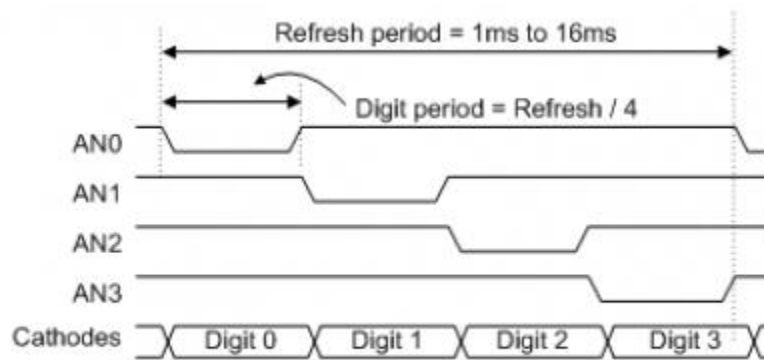 Refresh period = 1ms to 16ms
Digit period = Refresh / 4
AN0
AN1
AN2
AN3
Cathodes Digit 0 Digit 1 Digit 2 Digit 3